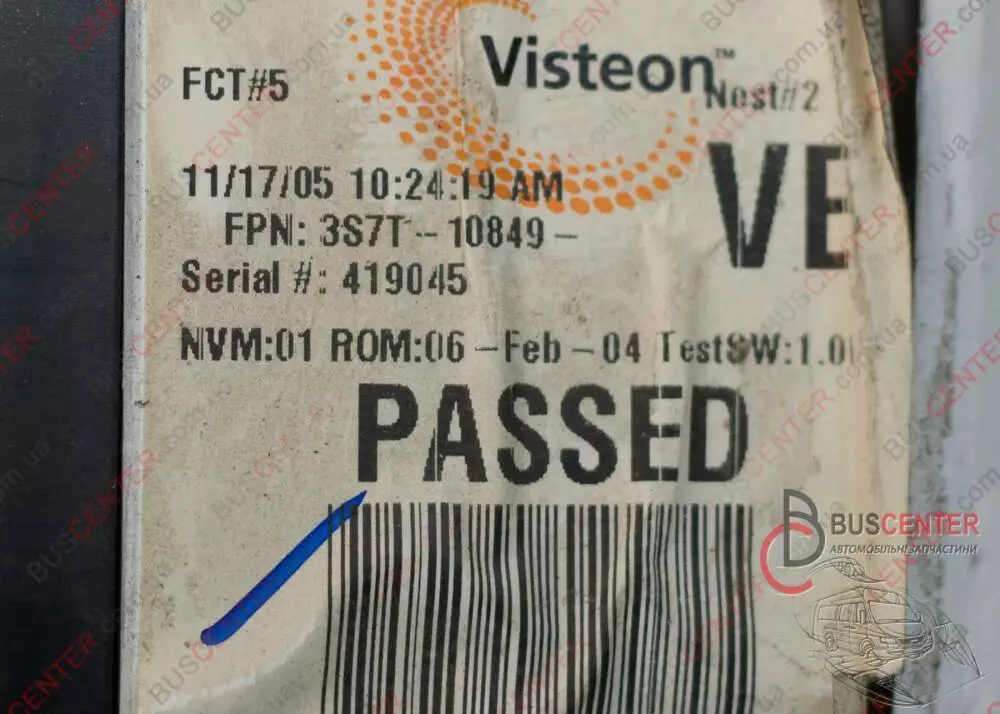 Visteon™
FCT#5
Nest#2
VE
11/17/05 10:24:19 AM
FPN: 3S7T-10849-
Serial #: 419045
NVM:01 ROM:06-Feb-04 TestSW:1.0
PASSED
BUSCENTER
АВТОМОБІЛЬНІ ЗАПЧАСТИНИ